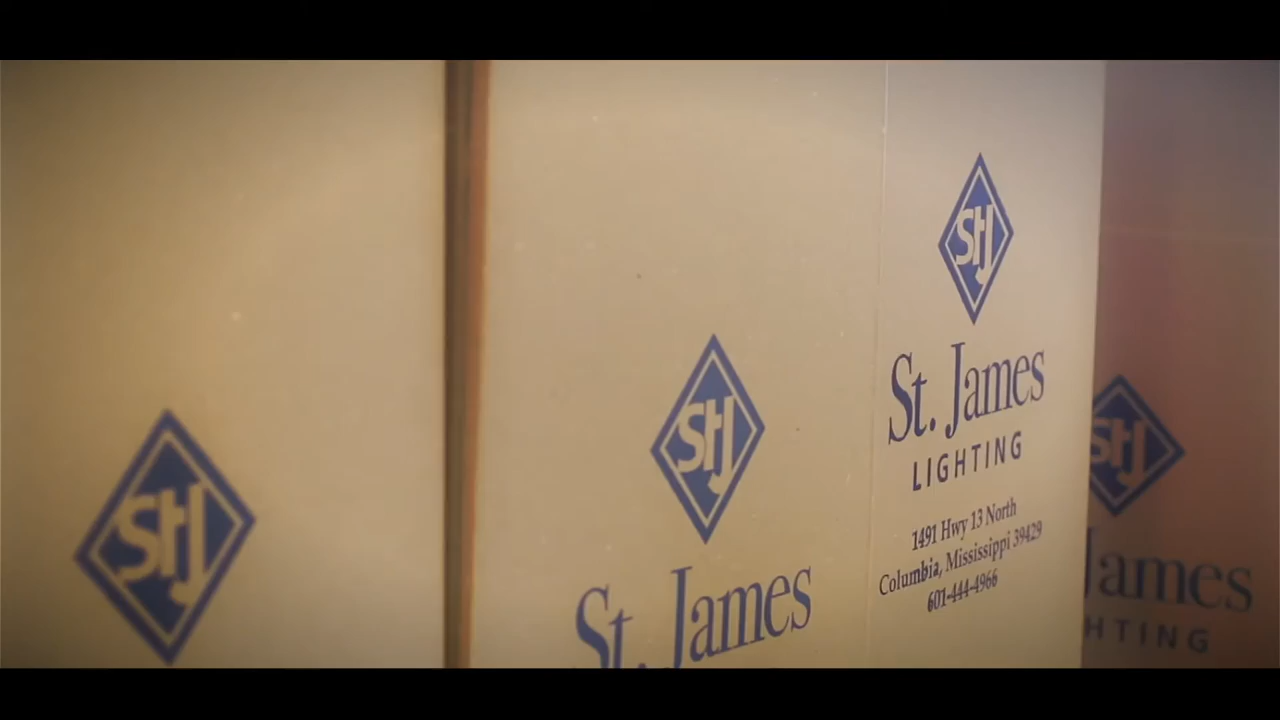 StJ
StJ
St. James
StJ
St. James
LIGHTING
1491 Hwy 13 North
Columbia, Mississippi 39429
601-444-4966
StJ
James
HTING